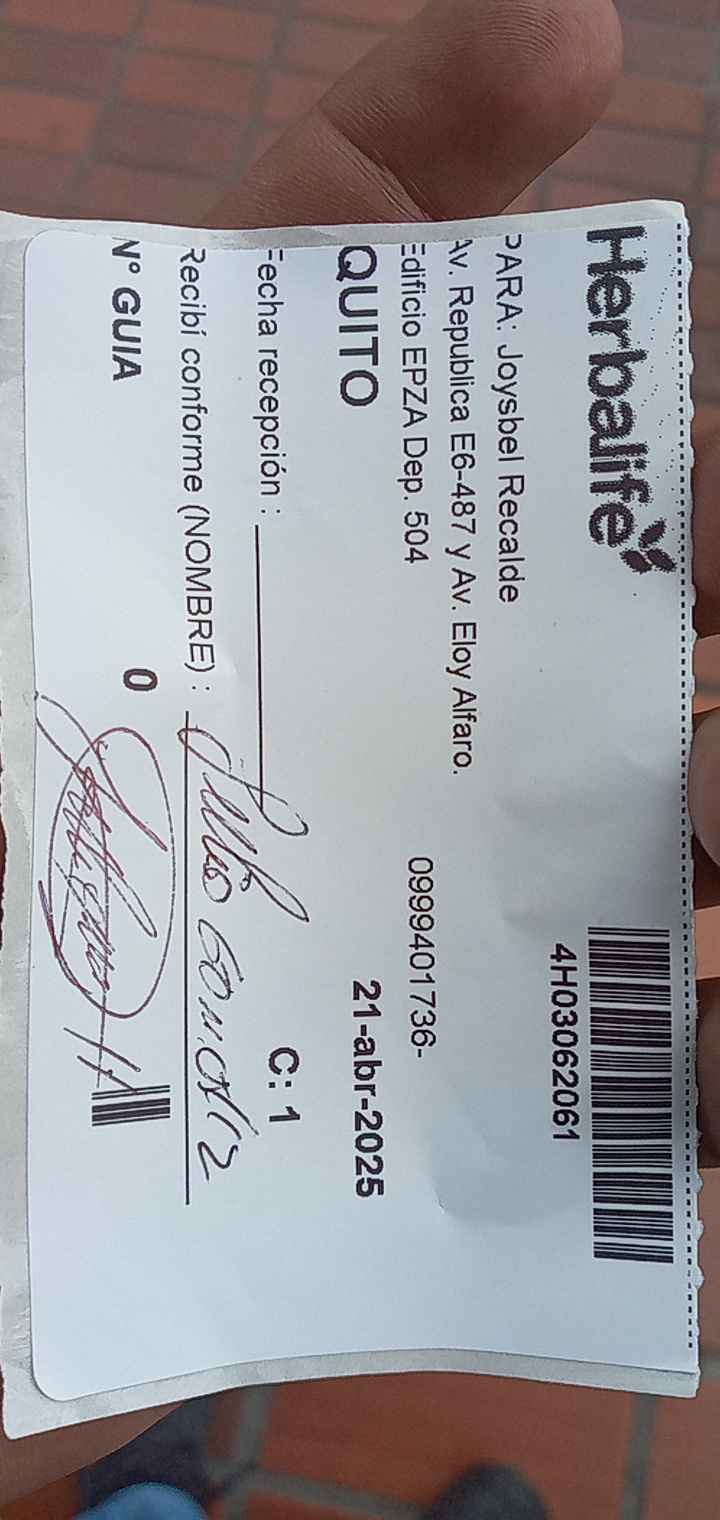 Herbalife
4H03062061
PARA: Joysbel Recalde
Av. Republica E6-487 y Av. Eloy Alfaro.
Edificio EPZA Dep. 504 0999401736-
QUITO 21-abr-2025
Fecha recepción :
C: 1
Recibí conforme (NOMBRE) :
N° GUIA 0